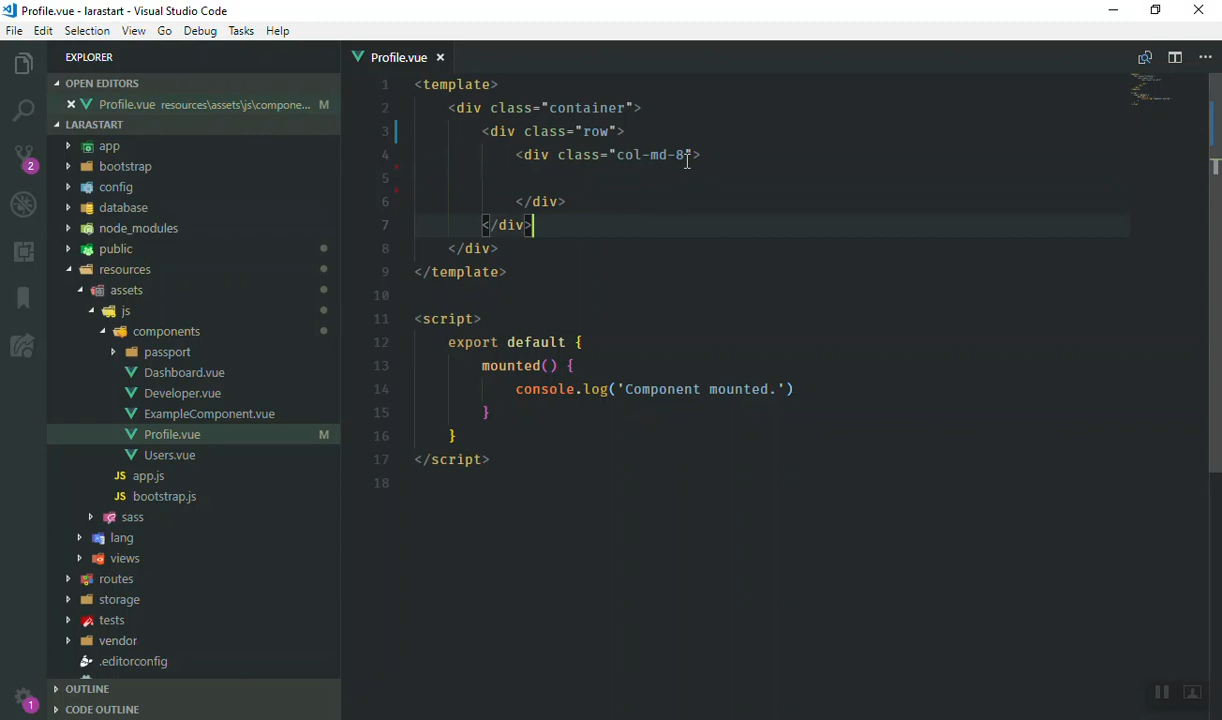 Profile.vue - larastart - Visual Studio Code
File Edit Selection View Go Debug Tasks Help
EXPLORER
OPEN EDITORS
Profile.vue resources\assets\js\compone... M
LARASTART
app
bootstrap
config
database
node_modules
public
resources
assets
js
components
passport
Dashboard.vue
Developer.vue
ExampleComponent.vue
Profile.vue M
Users.vue
JS app.js
JS bootstrap.js
sass
lang
views
routes
storage
tests
vendor
.editorconfig
OUTLINE
CODE OUTLINE
2
1
Profile.vue
1 <template>
2 <div class="container">
3 <div class="row">
4 <div class="col-md-8">
5
6 </div>
7 </div>
8 </div>
9 </template>
10
11 <script>
12 export default {
13 mounted() {
14 console.log('Component mounted.')
15 }
16 }
17 </script>
18